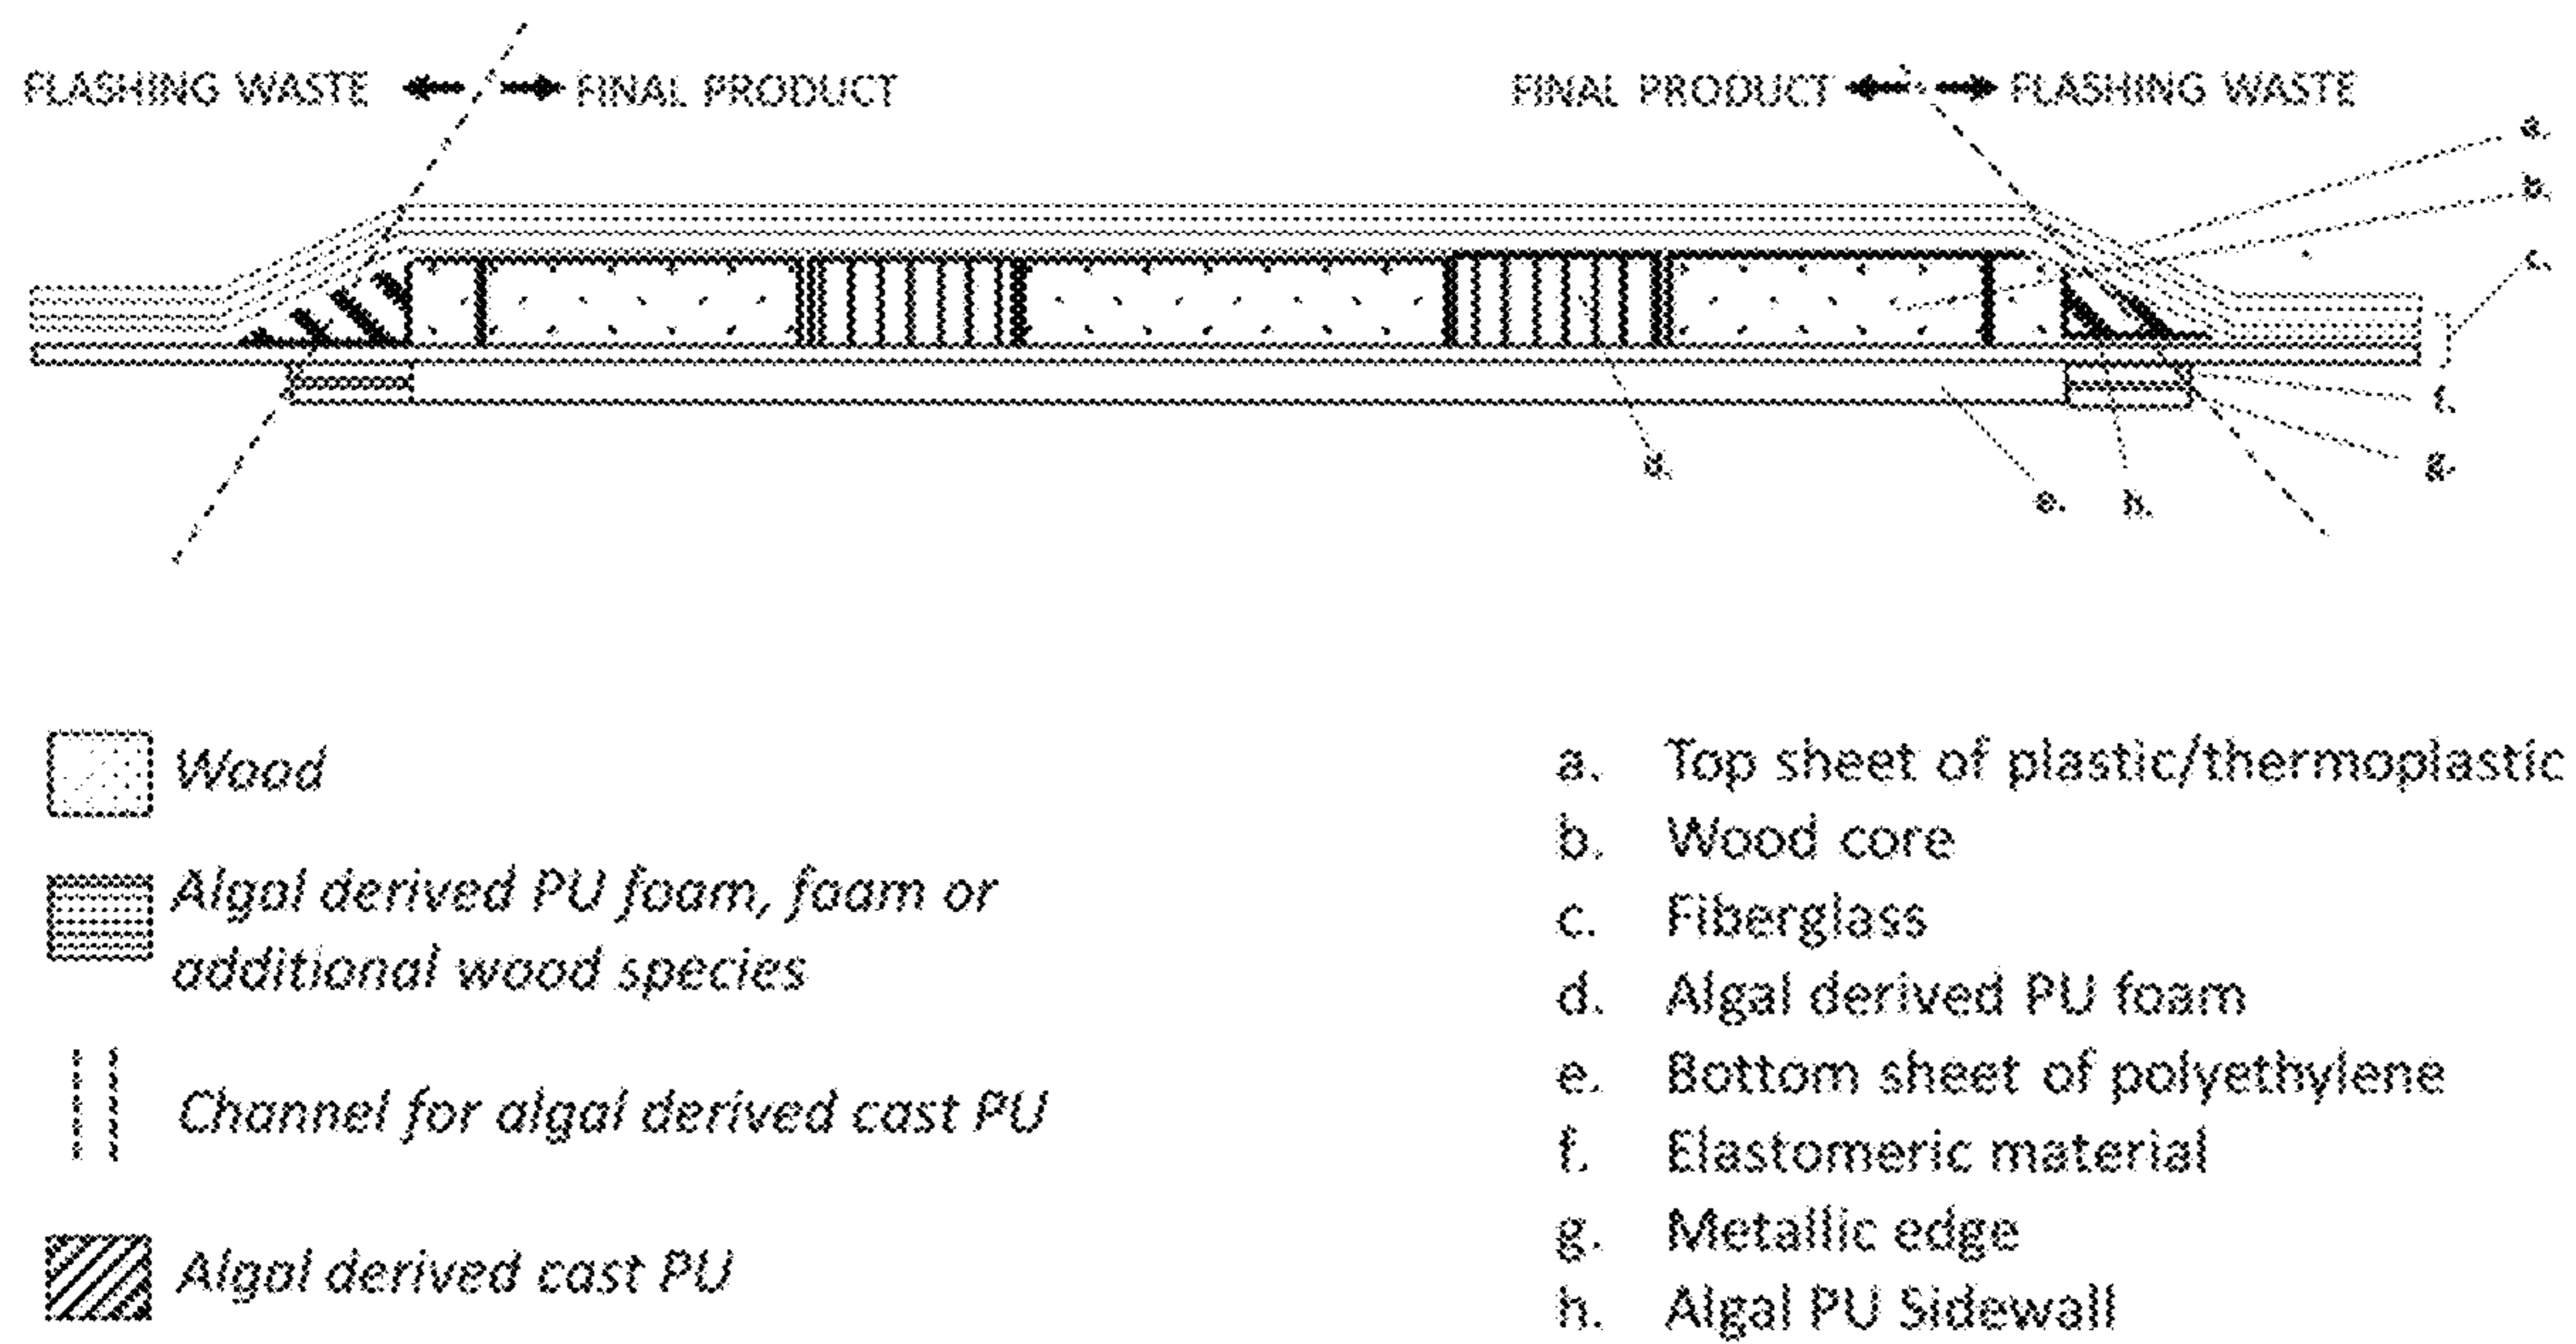 FLASHING WASTE FINAL PRODUCT FINAL PRODUCT FLASHING WASTE
a.
b.
c.
f.
d.
g.
e.
h.
Wood
Algal derived PU foam, foam or
additional wood species
Channel for algal derived cast PU
Algal derived cast PU
a. Top sheet of plastic/thermoplastic
b. Wood core
c. Fiberglass
d. Algal derived PU foam
e. Bottom sheet of polyethylene
f. Elastomeric material
g. Metallic edge
h. Algal PU Sidewall